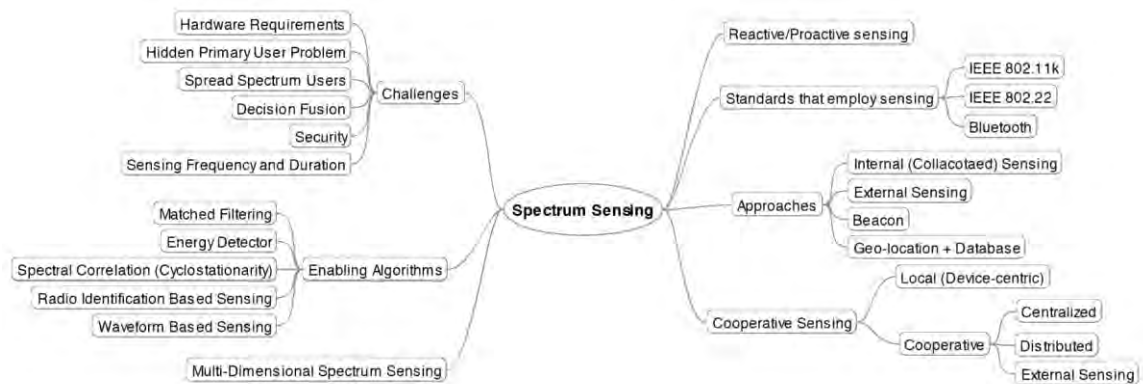 Hardware Requirements
Hidden Primary User Problem
Spread Spectrum Users
Decision Fusion
Security
Sensing Frequency and Duration
Challenges
Matched Filtering
Energy Detector
Spectral Correlation (Cyclostationarity)
Radio Identification Based Sensing
Waveform Based Sensing
Enabling Algorithms
Multi-Dimensional Spectrum Sensing
Spectrum Sensing
Reactive/Proactive sensing
Standards that employ sensing
IEEE 802.11k
IEEE 802.22
Bluetooth
Approaches
Internal (Collacotaed) Sensing
External Sensing
Beacon
Geo-location + Database
Cooperative Sensing
Local (Device-centric)
Cooperative
Centralized
Distributed
External Sensing